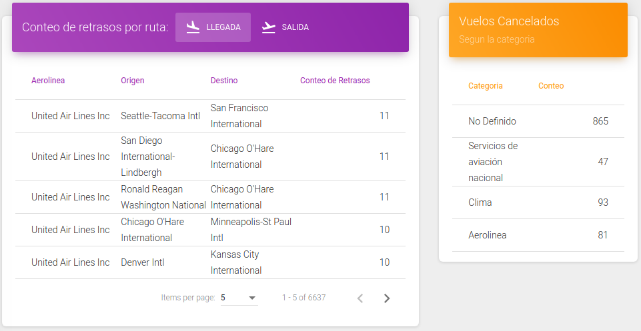 Conteo de retrasos por ruta: LLEGADA SALIDA
Aerolinea Origen Destino Conteo de Retrasos
United Air Lines Inc Seattle-Tacoma Intl San Francisco International 11
United Air Lines Inc San Diego International-Lindbergh Chicago O'Hare International 11
United Air Lines Inc Ronald Reagan Washington National Chicago O'Hare International 11
United Air Lines Inc Chicago O'Hare International Minneapolis-St Paul Intl 10
United Air Lines Inc Denver Intl Kansas City International 10
Items per page: 5 1 - 5 of 6637
Vuelos Cancelados
Segun la categoria
Categoria Conteo
No Definido 865
Servicios de aviación nacional 47
Clima 93
Aerolinea 81